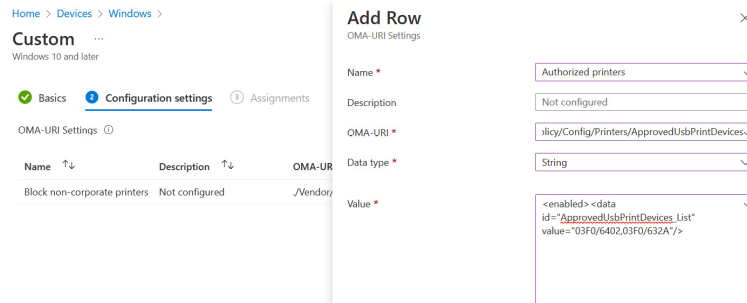 Home > Devices > Windows >
Custom ...
Windows 10 and later
Basics 2 Configuration settings 3 Assignments
OMA-URI Settings
Name ↑↓ Description ↑↓ OMA-UR
Block non-corporate printers Not configured ./Vendor/
Add Row
OMA-URI Settings
Name * Authorized printers
Description Not configured
OMA-URI * olicy/Config/Printers/ApprovedUsbPrintDevices
Data type * String
Value * <enabled><data
id="ApprovedUsbPrintDevices_List"
value="03F0/6402,03F0/632A"/>